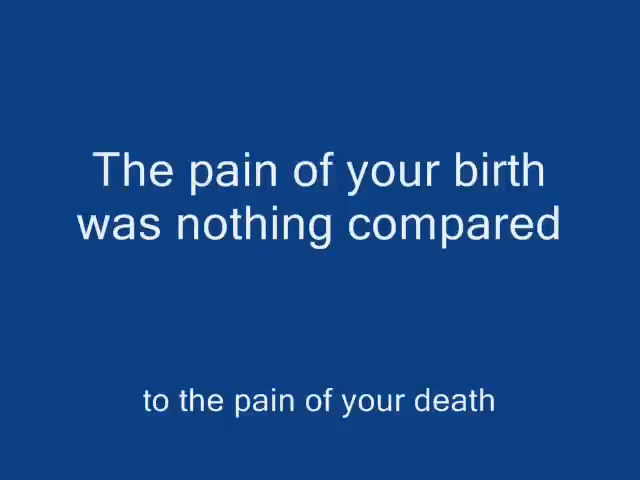 The pain of your birth
was nothing compared
to the pain of your death